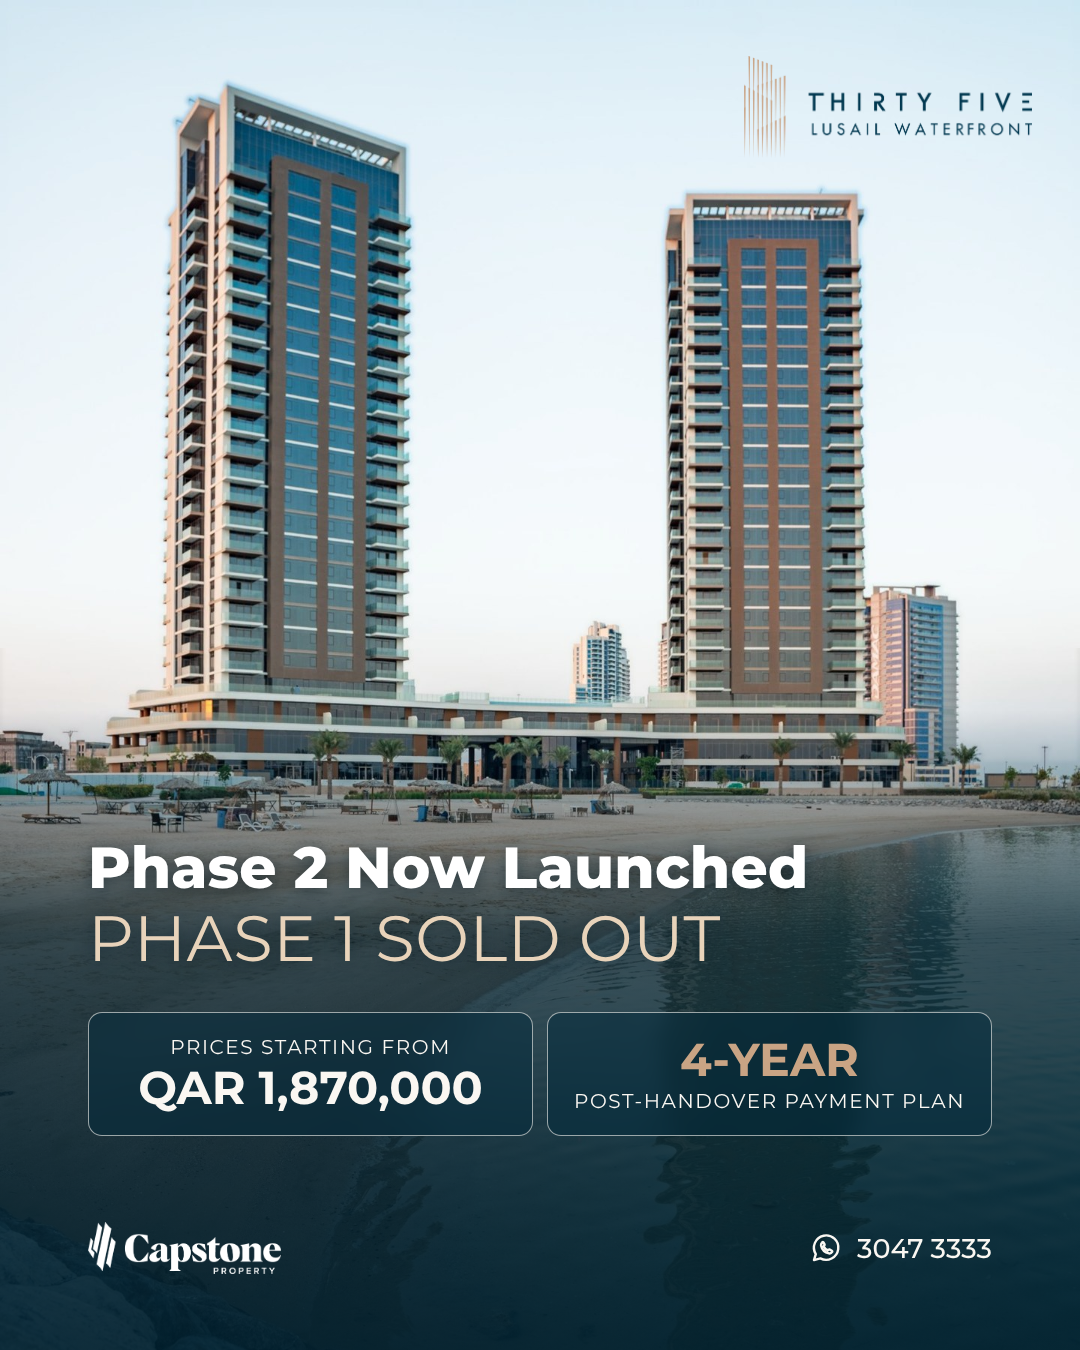 THIRTY FIVE
LUSAIL WATERFRONT
Phase 2 Now Launched
PHASE 1 SOLD OUT
PRICES STARTING FROM
QAR 1,870,000
4-YEAR
POST-HANDOVER PAYMENT PLAN
Capstone
PROPERTY
3047 3333